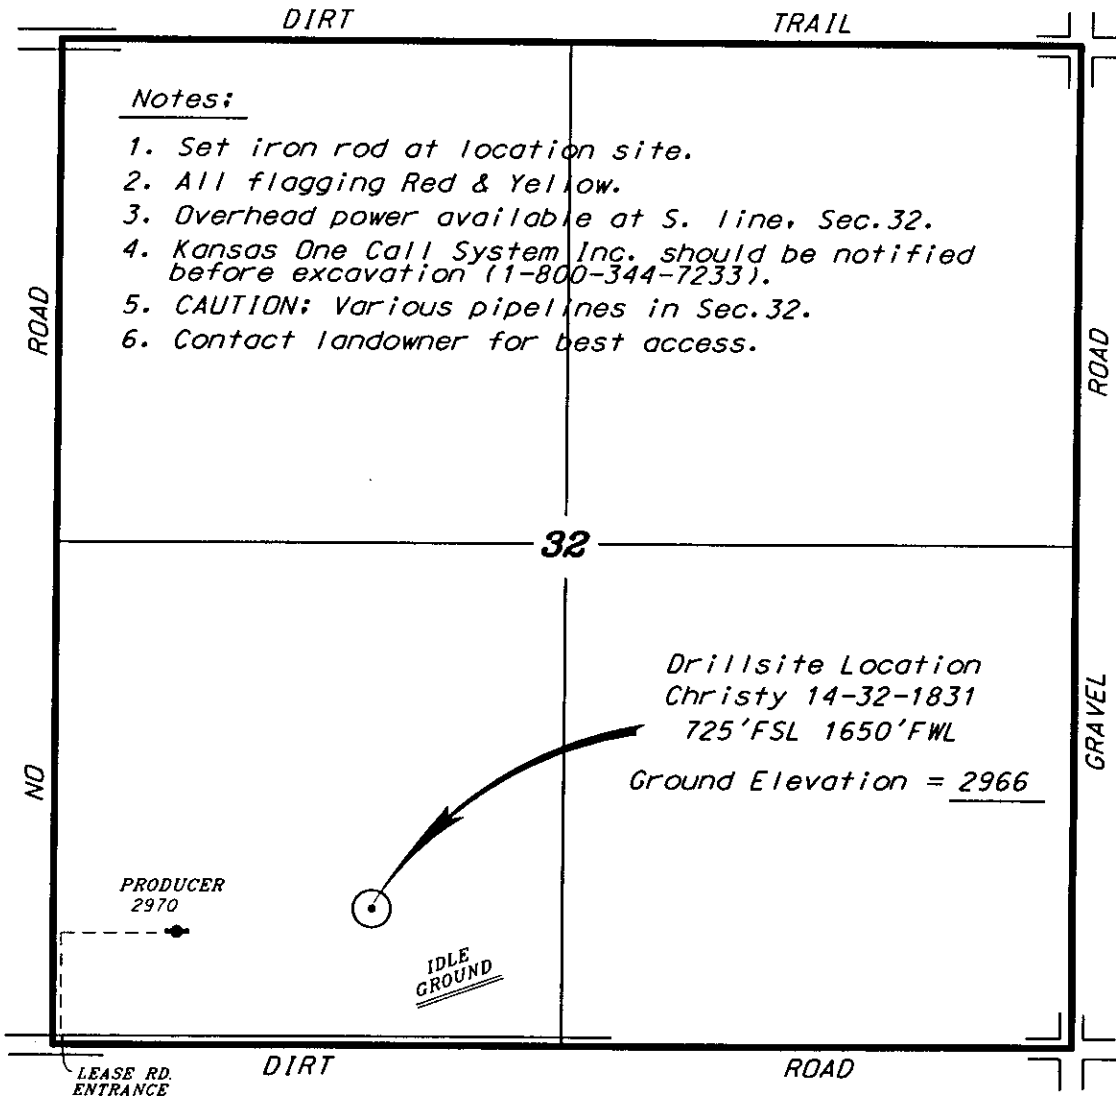 DIRT TRAIL
Notes:
1. Set iron rod at location site.
2. All flagging Red & Yellow.
3. Overhead power available at S. line, Sec.32.
4. Kansas One Call System Inc. should be notified
before excavation (1-800-344-7233).
5. CAUTION: Various pipelines in Sec.32.
6. Contact landowner for best access.
ROAD
ROAD
32
Drillsite Location
Christy 14-32-1831
725'FSL 1650'FWL
Ground Elevation = 2966
GRAVEL
NO
PRODUCER
2970
IDLE
GROUND
DIRT ROAD
LEASE RD.
ENTRANCE